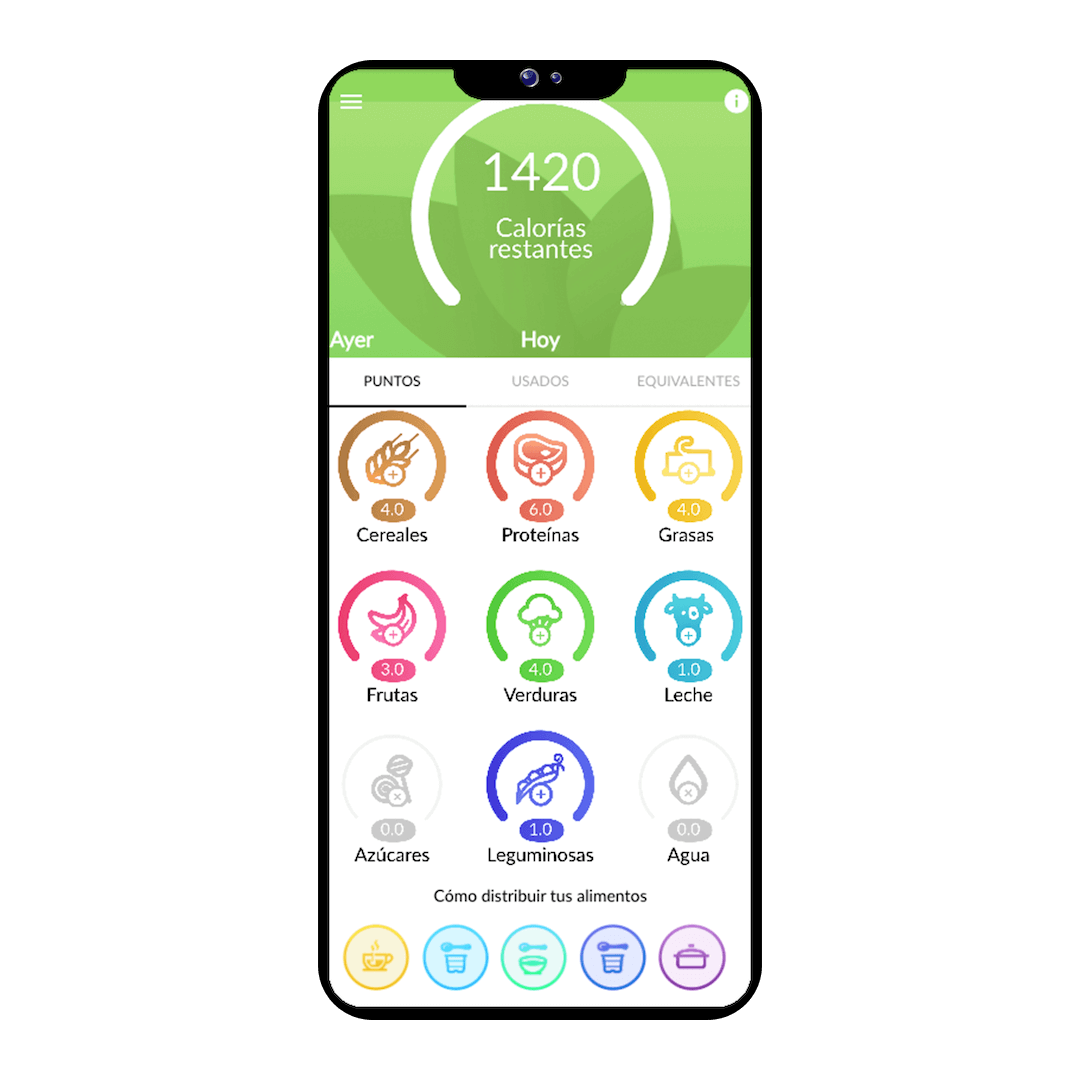 1420
Calorías
restantes
Ayer
Hoy
PUNTOS
USADOS
EQUIVALENTES
4.0
6.0
4.0
Cereales
Proteínas
Grasas
3.0
4.0
1.0
Frutas
Verduras
Leche
0.0
1.0
0.0
Azúcares
Leguminosas
Agua
Cómo distribuir tus alimentos